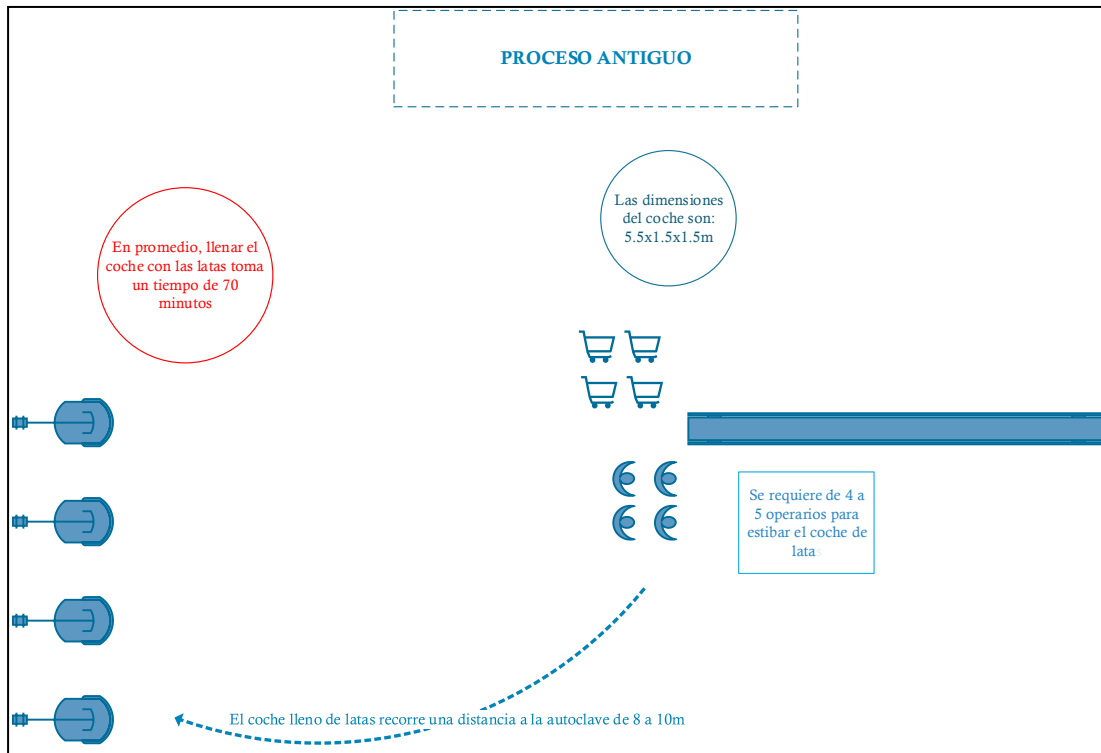 PROCESO ANTIGUO
Las dimensiones
del coche son:
5.5x1.5x1.5m
En promedio, llenar el
coche con las latas toma
un tiempo de 70
minutos
Se requiere de 4 a
5 operarios para
estibar el coche de
lata
El coche lleno de latas recorre una distancia a la autoclave de 8 a 10m